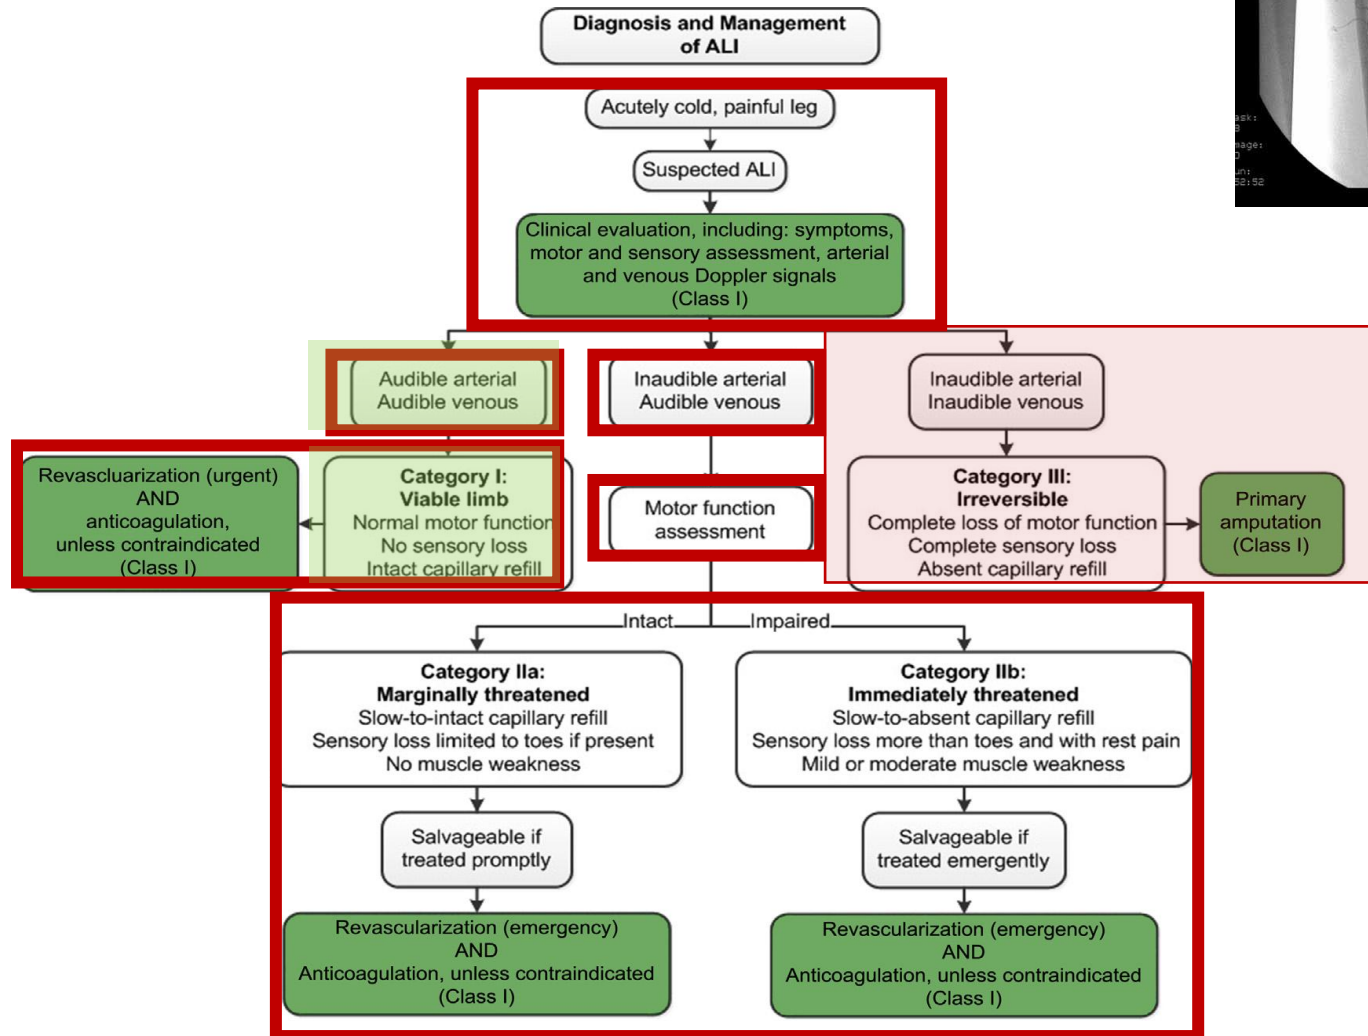 Diagnosis and Management
of ALI
ask:
mage:
un:
52:52
Acutely cold, painful leg
Suspected ALI
Clinical evaluation, including: symptoms,
motor and sensory assessment, arterial
and venous Doppler signals
(Class I)
Audible arterial
Audible venous
Inaudible arterial
Audible venous
Inaudible arterial
Inaudible venous
Revascluarization (urgent)
AND
anticoagulation,
unless contraindicated
(Class I)
Category I:
Viable limb
Normal motor function
No sensory loss
Intact capillary refill
Motor function
assessment
Category III:
Irreversible
Complete loss of motor function
Complete sensory loss
Absent capillary refill
Primary
amputation
(Class I)
Intact
Impaired
Category IIa:
Marginally threatened
Slow-to-intact capillary refill
Sensory loss limited to toes if present
No muscle weakness
Category IIb:
Immediately threatened
Slow-to-absent capillary refill
Sensory loss more than toes and with rest pain
Mild or moderate muscle weakness
Salvageable if
treated promptly
Salvageable if
treated emergently
Revascularization (emergency)
AND
Anticoagulation, unless contraindicated
(Class I)
Revascularization (emergency)
AND
Anticoagulation, unless contraindicated
(Class I)